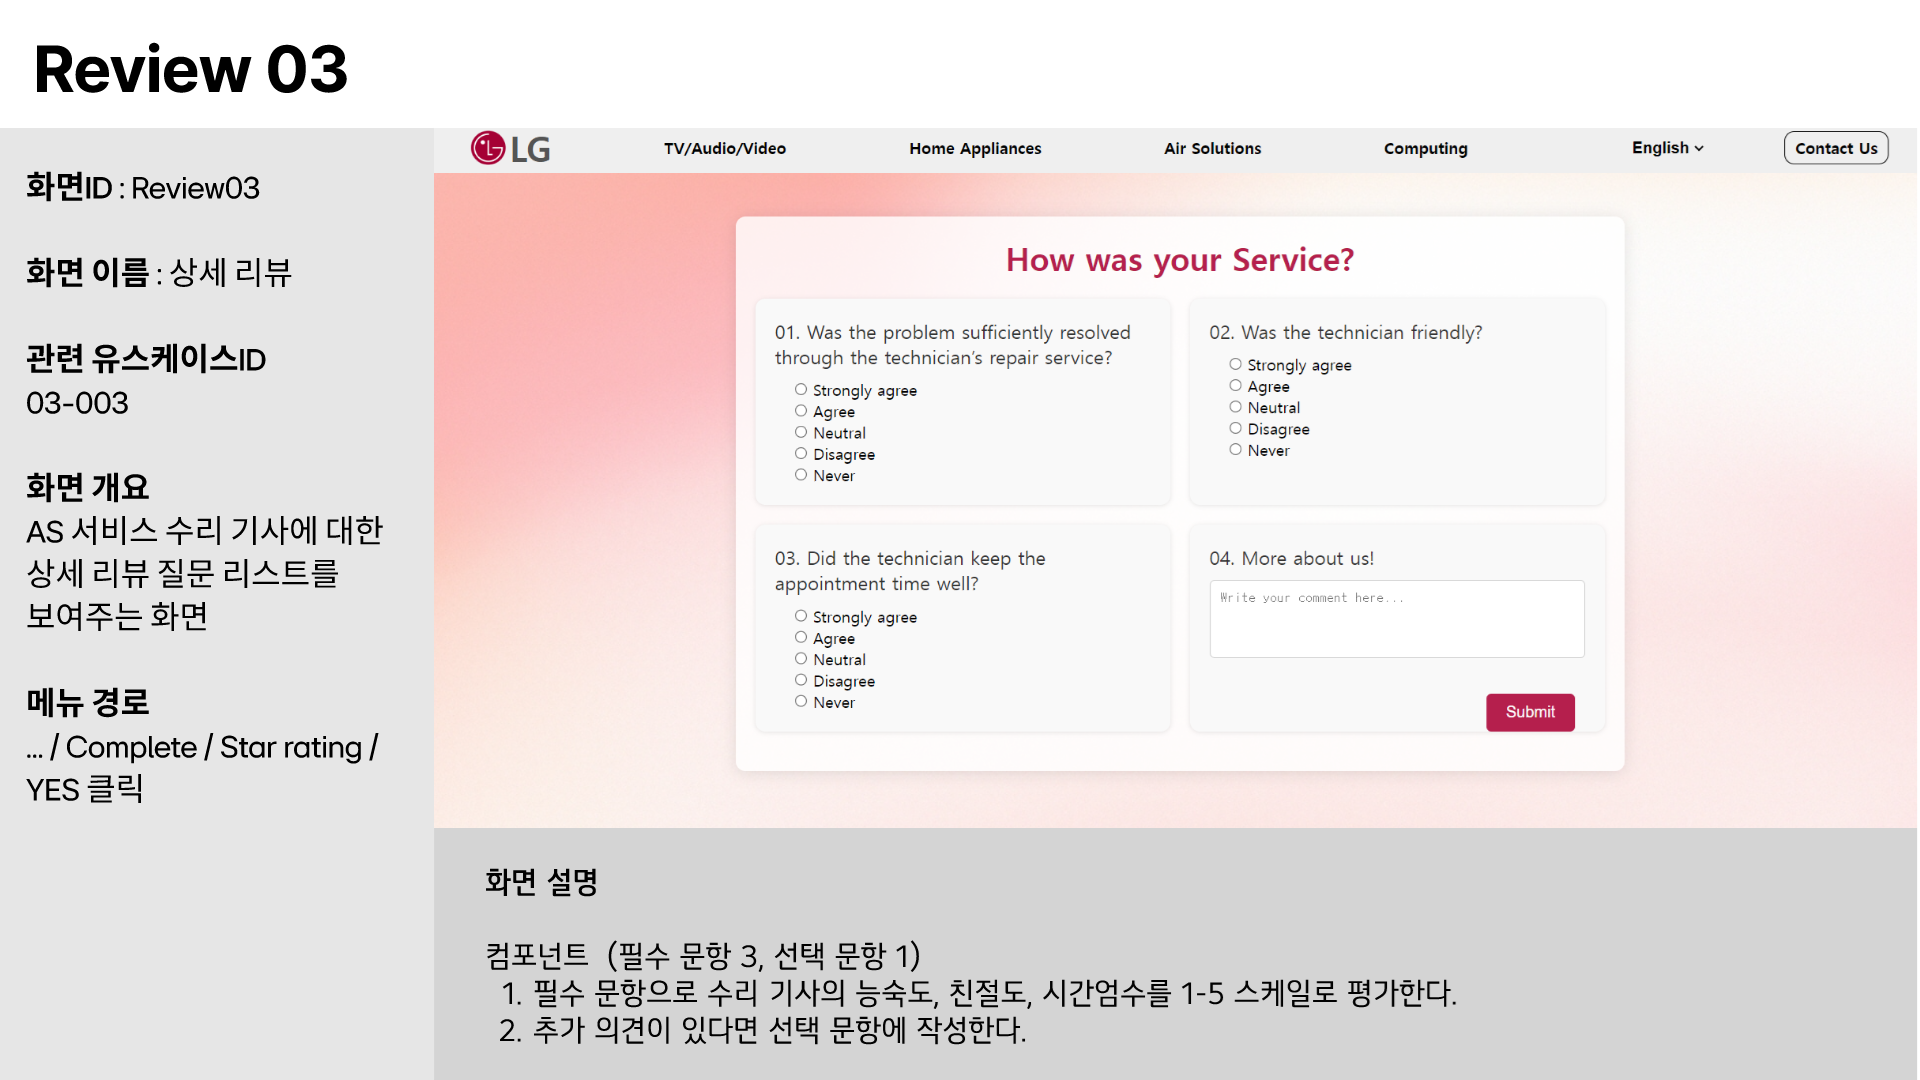 Review 03
화면ID : Review03
화면 이름 : 상세 리뷰
관련 유스케이스ID
03-003
화면 개요
AS 서비스 수리 기사에 대한
상세 리뷰 질문 리스트를
보여주는 화면
메뉴 경로
... / Complete / Star rating /
YES 클릭
LG
TV/Audio/Video
Home Appliances
Air Solutions
Computing
English
Contact Us
How was your Service?
01. Was the problem sufficiently resolved
through the technician's repair service?
Strongly agree
Agree
Neutral
Disagree
Never
02. Was the technician friendly?
Strongly agree
Agree
Neutral
Disagree
Never
03. Did the technician keep the
appointment time well?
Strongly agree
Agree
Neutral
Disagree
Never
04. More about us!
Write your comment here...
Submit
화면 설명
컴포넌트 (필수 문항 3, 선택 문항 1)
1. 필수 문항으로 수리 기사의 능숙도, 친절도, 시간엄수를 1-5 스케일로 평가한다.
2. 추가 의견이 있다면 선택 문항에 작성한다.